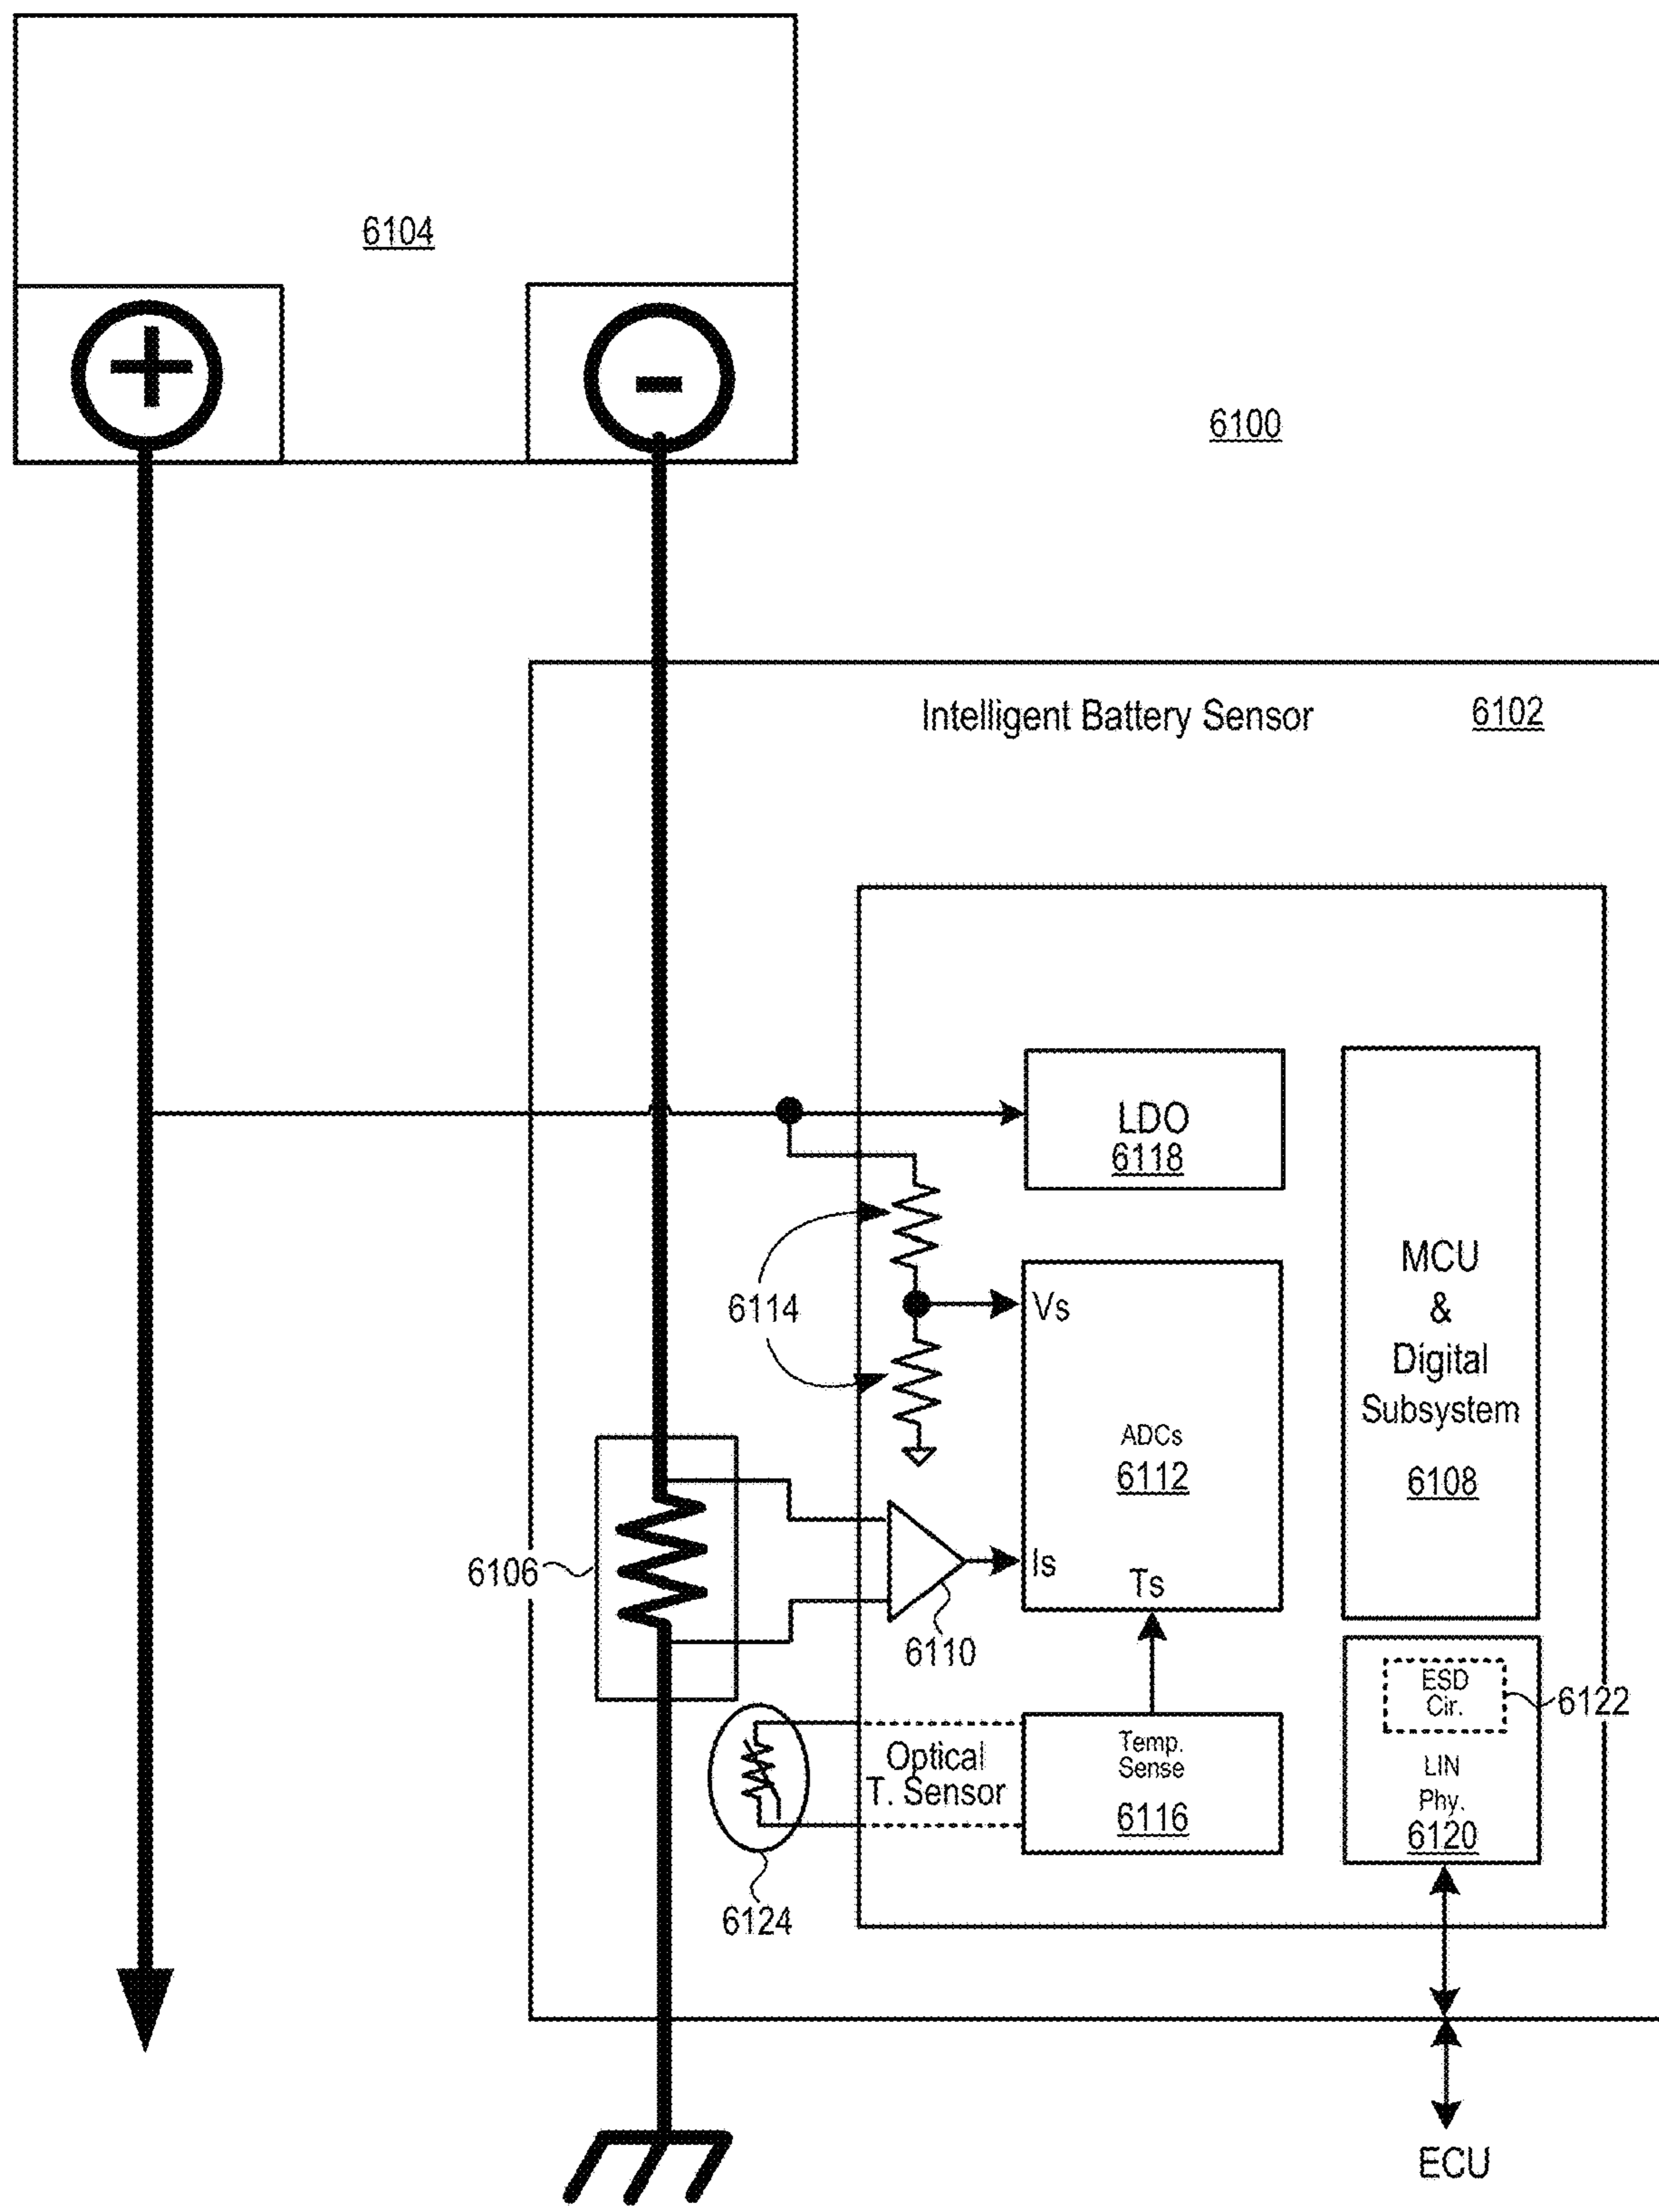 6104
+
-
6100
Intelligent Battery Sensor 6102
LDO
6118
6114
Vs
MCU
&
Digital
Subsystem
6108
ADCs
6112
6106
Is
Ts
6110
ESD
Cir.
6122
Optical
T. Sensor
Temp.
Sense
6116
LIN
Phy.
6120
6124
ECU